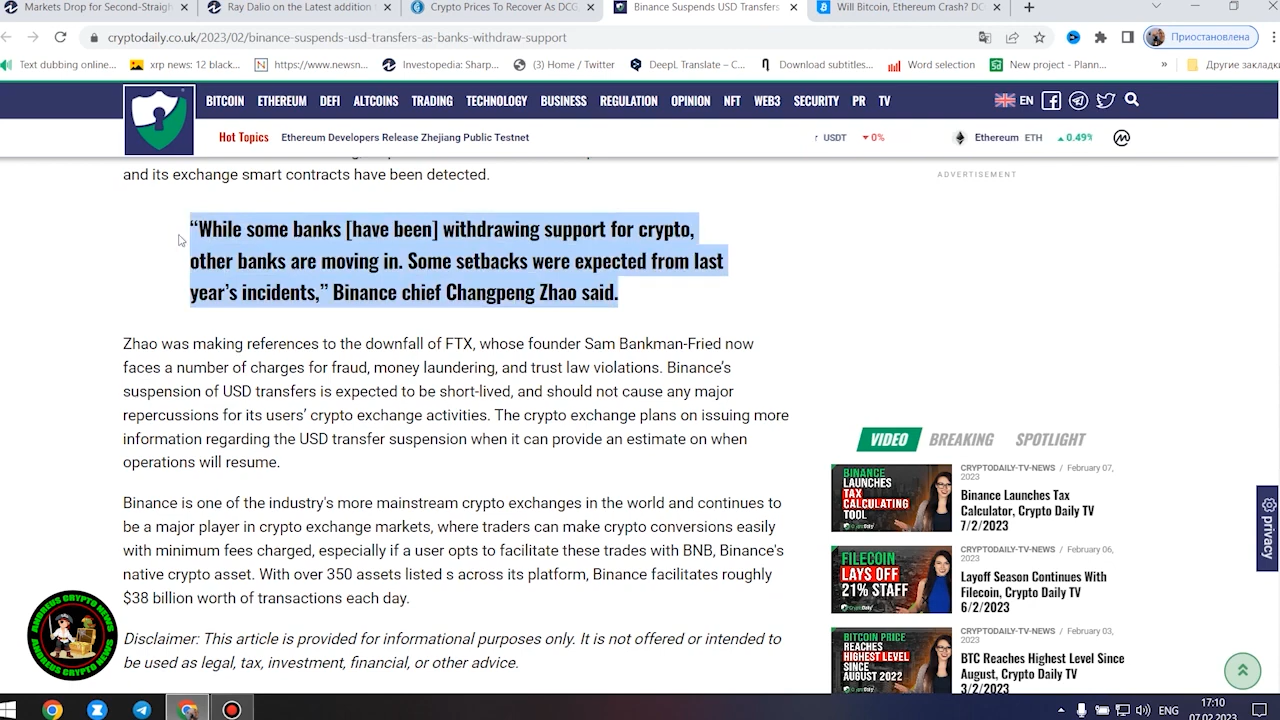 Markets Drop for Second-Straigh
Ray Dalio on the Latest addition
Crypto Prices To Recover As DCG
Binance Suspends USD Transfers
Will Bitcoin, Ethereum Crash? DC
cryptodaily.co.uk/2023/02/binance-suspends-usd-transfers-as-banks-withdraw-support
Приостановлена
Text dubbing online...
xrp news: 12 black...
https://www.newsn...
Investopedia: Sharp...
(3) Home / Twitter
DeepL Translate – C...
Download subtitles...
Word selection
New project - Plann...
»
Другие закладки
BITCOIN ETHEREUM DEFI ALTCOINS TRADING TECHNOLOGY BUSINESS REGULATION OPINION NFT WEB3 SECURITY PR TV
EN
Hot Topics
Ethereum Developers Release Zhejiang Public Testnet
USDT
0%
Ethereum ETH
0.49%
and its exchange smart contracts have been detected.
ADVERTISEMENT
“While some banks [have been] withdrawing support for crypto,
other banks are moving in. Some setbacks were expected from last
year’s incidents,” Binance chief Changpeng Zhao said.
Zhao was making references to the downfall of FTX, whose founder Sam Bankman-Fried now
faces a number of charges for fraud, money laundering, and trust law violations. Binance’s
suspension of USD transfers is expected to be short-lived, and should not cause any major
repercussions for its users’ crypto exchange activities. The crypto exchange plans on issuing more
information regarding the USD transfer suspension when it can provide an estimate on when
operations will resume.
Binance is one of the industry's more mainstream crypto exchanges in the world and continues to
be a major player in crypto exchange markets, where traders can make crypto conversions easily
with minimum fees charged, especially if a user opts to facilitate these trades with BNB, Binance's
native crypto asset. With over 350 assets listed s across its platform, Binance facilitates roughly
$38 billion worth of transactions each day.
Disclaimer: This article is provided for informational purposes only. It is not offered or intended to
be used as legal, tax, investment, financial, or other advice.
VIDEO BREAKING SPOTLIGHT
BINANCE
LAUNCHES
TAX
CALCULATING
TOOL
CRYPTODAILY-TV-NEWS / February 07,
2023
Binance Launches Tax
Calculator, Crypto Daily TV
7/2/2023
FILECOIN
LAYS OFF
21% STAFF
CRYPTODAILY-TV-NEWS / February 06,
2023
Layoff Season Continues With
Filecoin, Crypto Daily TV
6/2/2023
BITCOIN PRICE
REACHES
HIGHEST LEVEL
SINCE
AUGUST 2022
CRYPTODAILY-TV-NEWS / February 03,
2023
BTC Reaches Highest Level Since
August, Crypto Daily TV
3/2/2023
privacy
ANDREUS CRYPTO NEWS
ANDREUS CRYPTO NEWS
ENG
17:10
07.02.2023